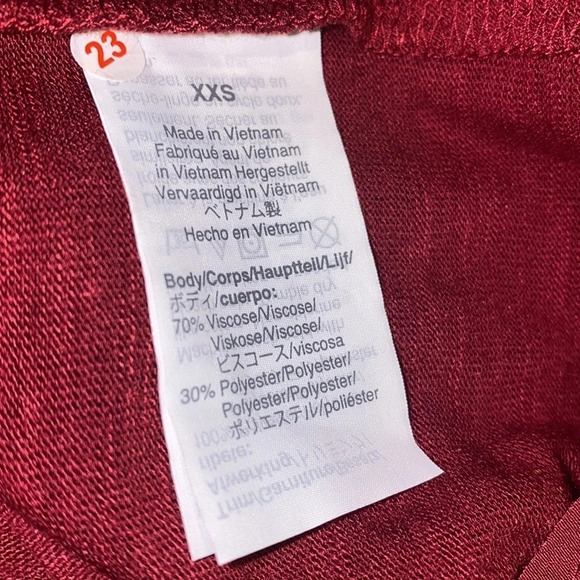 23
XXS
Made in Vietnam
Fabriqué au Vietnam
in Vietnam Hergestellt
Vervaardigd in Viëtnam
ベトナム製
Hecho en Vietnam
Body/Corps/Hauptteil/Lijf/
ボディ/cuerpo:
70% Viscose/Viscose/
Viskose/Viscose/
ビスコース/viscosa
30% Polyester/Polyester/
Polyester/Polyester/
ポリエステル/poliéster